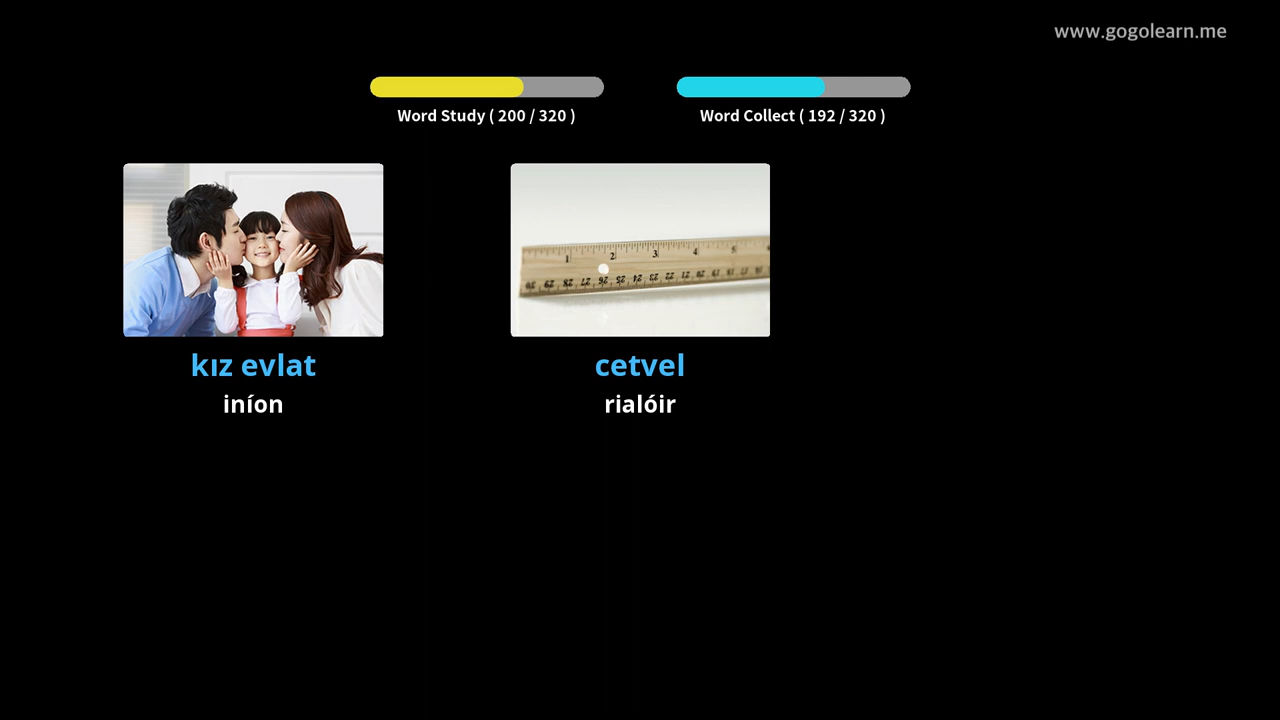 www.gogolearn.me
Word Study ( 200 / 320 )
Word Collect ( 192 / 320 )
kız evlat
iníon
cetvel
rialóir